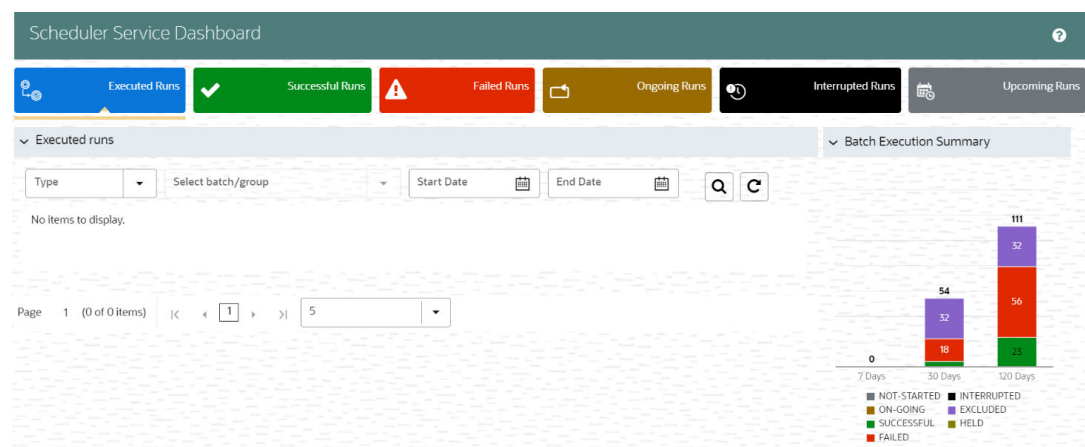 Scheduler Service Dashboard ?
Executed Runs Successful Runs Failed Runs Ongoing Runs Interrupted Runs Upcoming Runs
Executed runs
Batch Execution Summary
Type Select batch/group Start Date End Date
No items to display.
Page 1 (0 of 0 items) 1 5
111
32
54
56
32
18
23
0
7 Days 30 Days 120 Days
NOT-STARTED INTERRUPTED
ON-GOING EXCLUDED
SUCCESSFUL HELD
FAILED